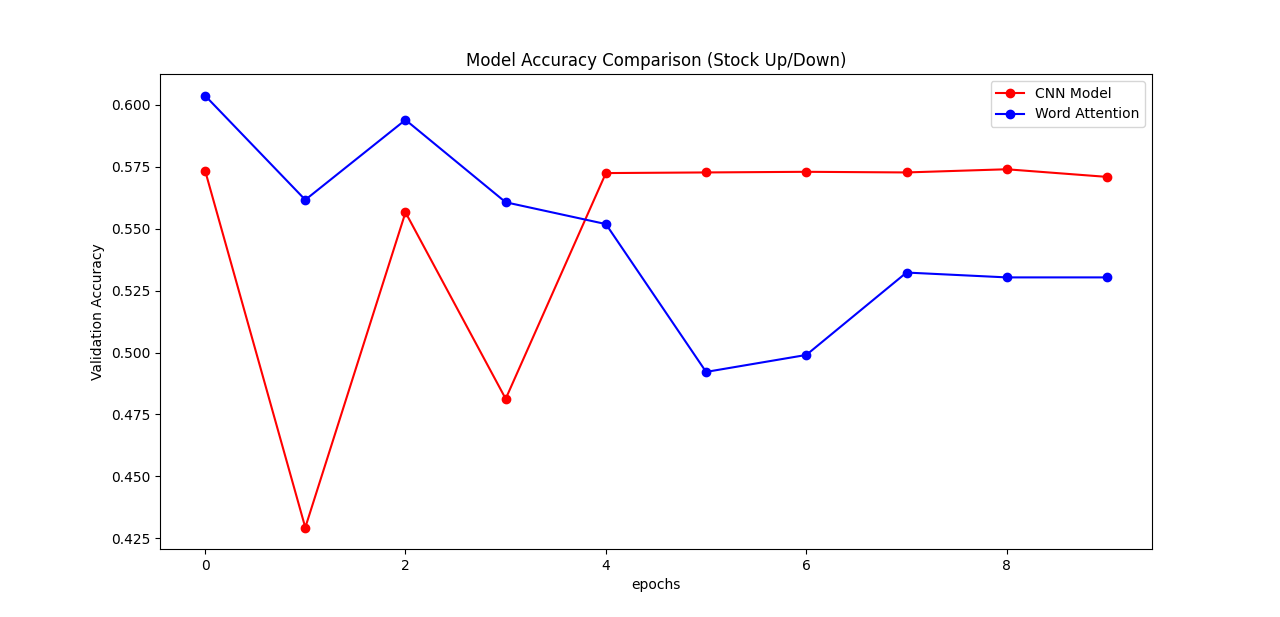 Model Accuracy Comparison (Stock Up/Down)
CNN Model
Word Attention
Validation Accuracy
0.600
0.575
0.550
0.525
0.500
0.475
0.450
0.425
0 2 4 6 8
epochs